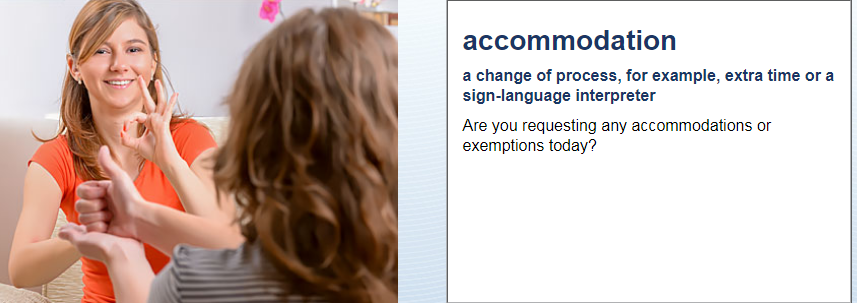 accommodation
a change of process, for example, extra time or a
sign-language interpreter
Are you requesting any accommodations or
exemptions today?